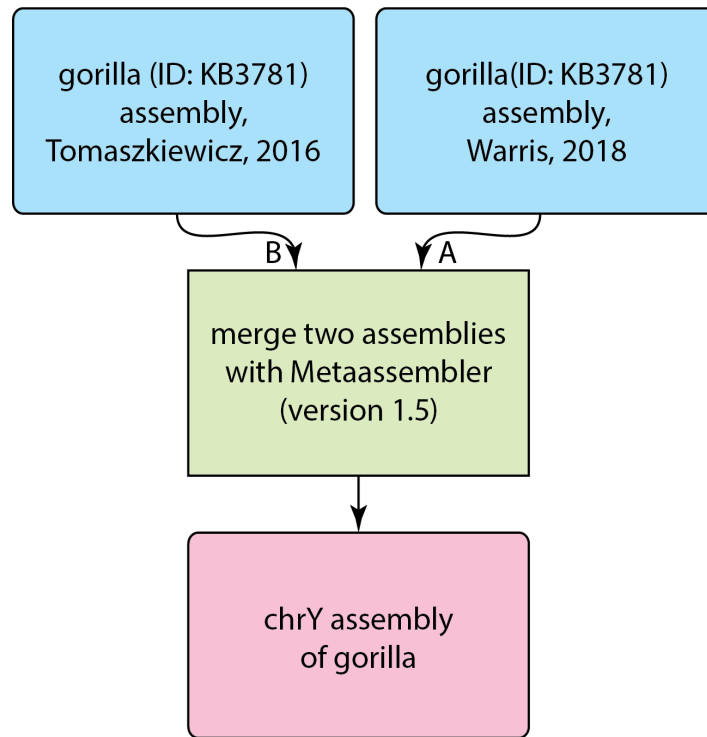 gorilla (ID: KB3781)
assembly,
Tomaszkiewicz, 2016
gorilla(ID: KB3781)
assembly,
Warris, 2018
B
A
merge two assemblies
with Metaassembler
(version 1.5)
chrY assembly
of gorilla